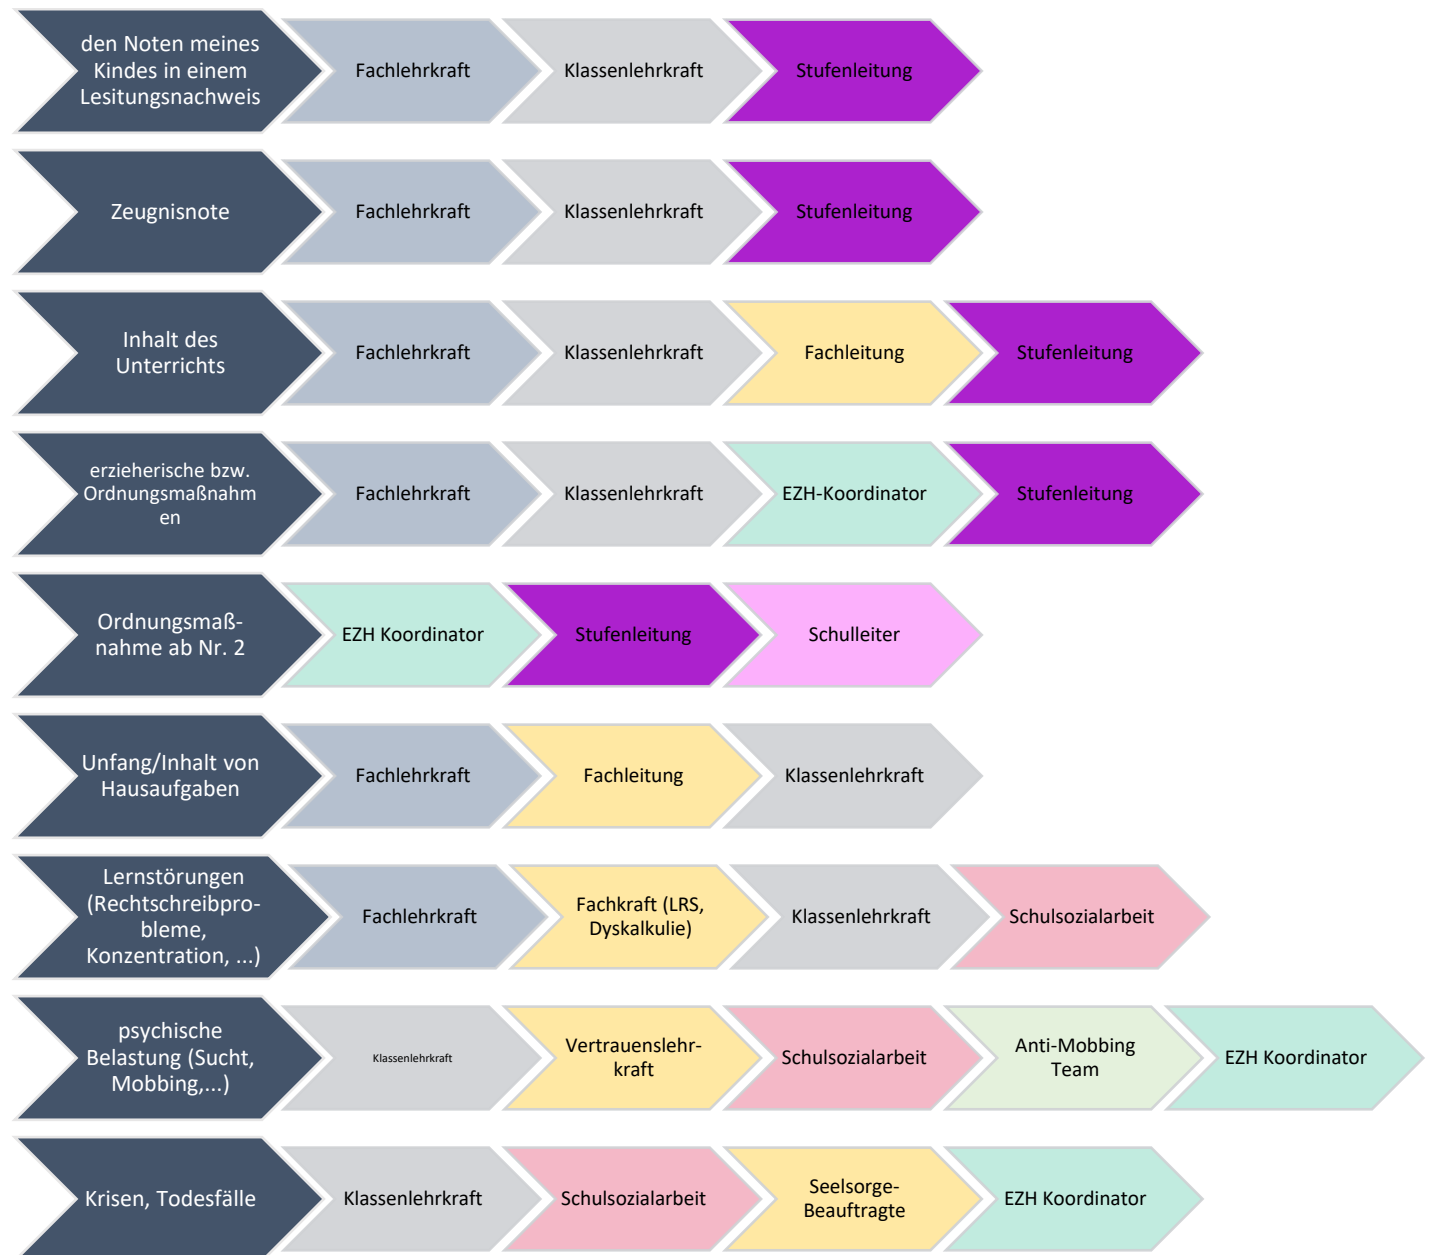 den Noten meines
Kindes in einem
Lesitungsnachweis
Fachlehrkraft
Klassenlehrkraft
Stufenleitung
Zeugnisnote
Fachlehrkraft
Klassenlehrkraft
Stufenleitung
Inhalt des
Unterrichts
Fachlehrkraft
Klassenlehrkraft
Fachleitung
Stufenleitung
erzieherische bzw.
Ordnungsmaßnahm
en
Fachlehrkraft
Klassenlehrkraft
EZH-Koordinator
Stufenleitung
Ordnungsmaß-
nahme ab Nr. 2
EZH Koordinator
Stufenleitung
Schulleiter
Unfang/Inhalt von
Hausaufgaben
Fachlehrkraft
Fachleitung
Klassenlehrkraft
Lernstörungen
(Rechtschreibpro-
bleme,
Konzentration, ...)
Fachlehrkraft
Fachkraft (LRS,
Dyskalkulie)
Klassenlehrkraft
Schulsozialarbeit
psychische
Belastung (Sucht,
Mobbing,...)
Klassenlehrkraft
Vertrauenslehr-
kraft
Schulsozialarbeit
Anti-Mobbing
Team
EZH Koordinator
Krisen, Todesfälle
Klassenlehrkraft
Schulsozialarbeit
Seelsorge-
Beauftragte
EZH Koordinator